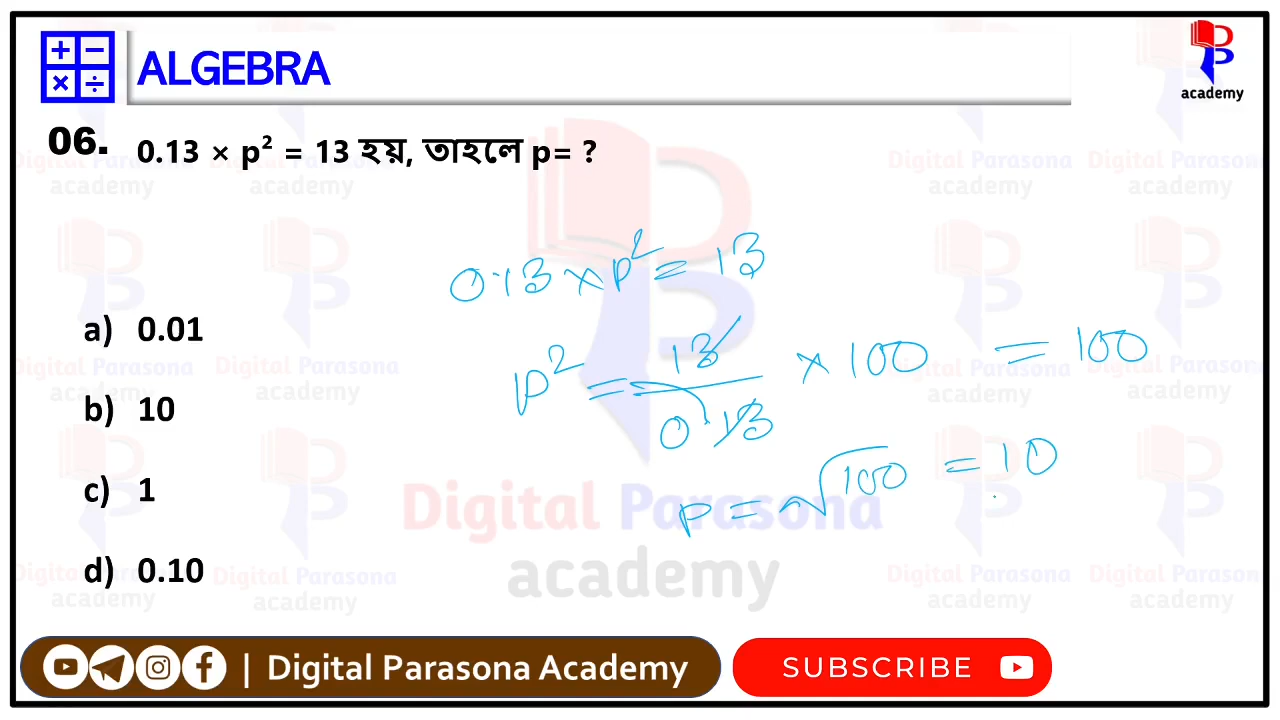 ALGEBRA
academy
06. 0.13 × p² = 13 হয়, তাহলে p= ?
0.13 × p² = 13
a) 0.01
p² = 13 / 0.13 × 100 = 100
b) 10
p = √100 = 10
c) 1
Digital Parasona
academy
d) 0.10
| Digital Parasona Academy
SUBSCRIBE